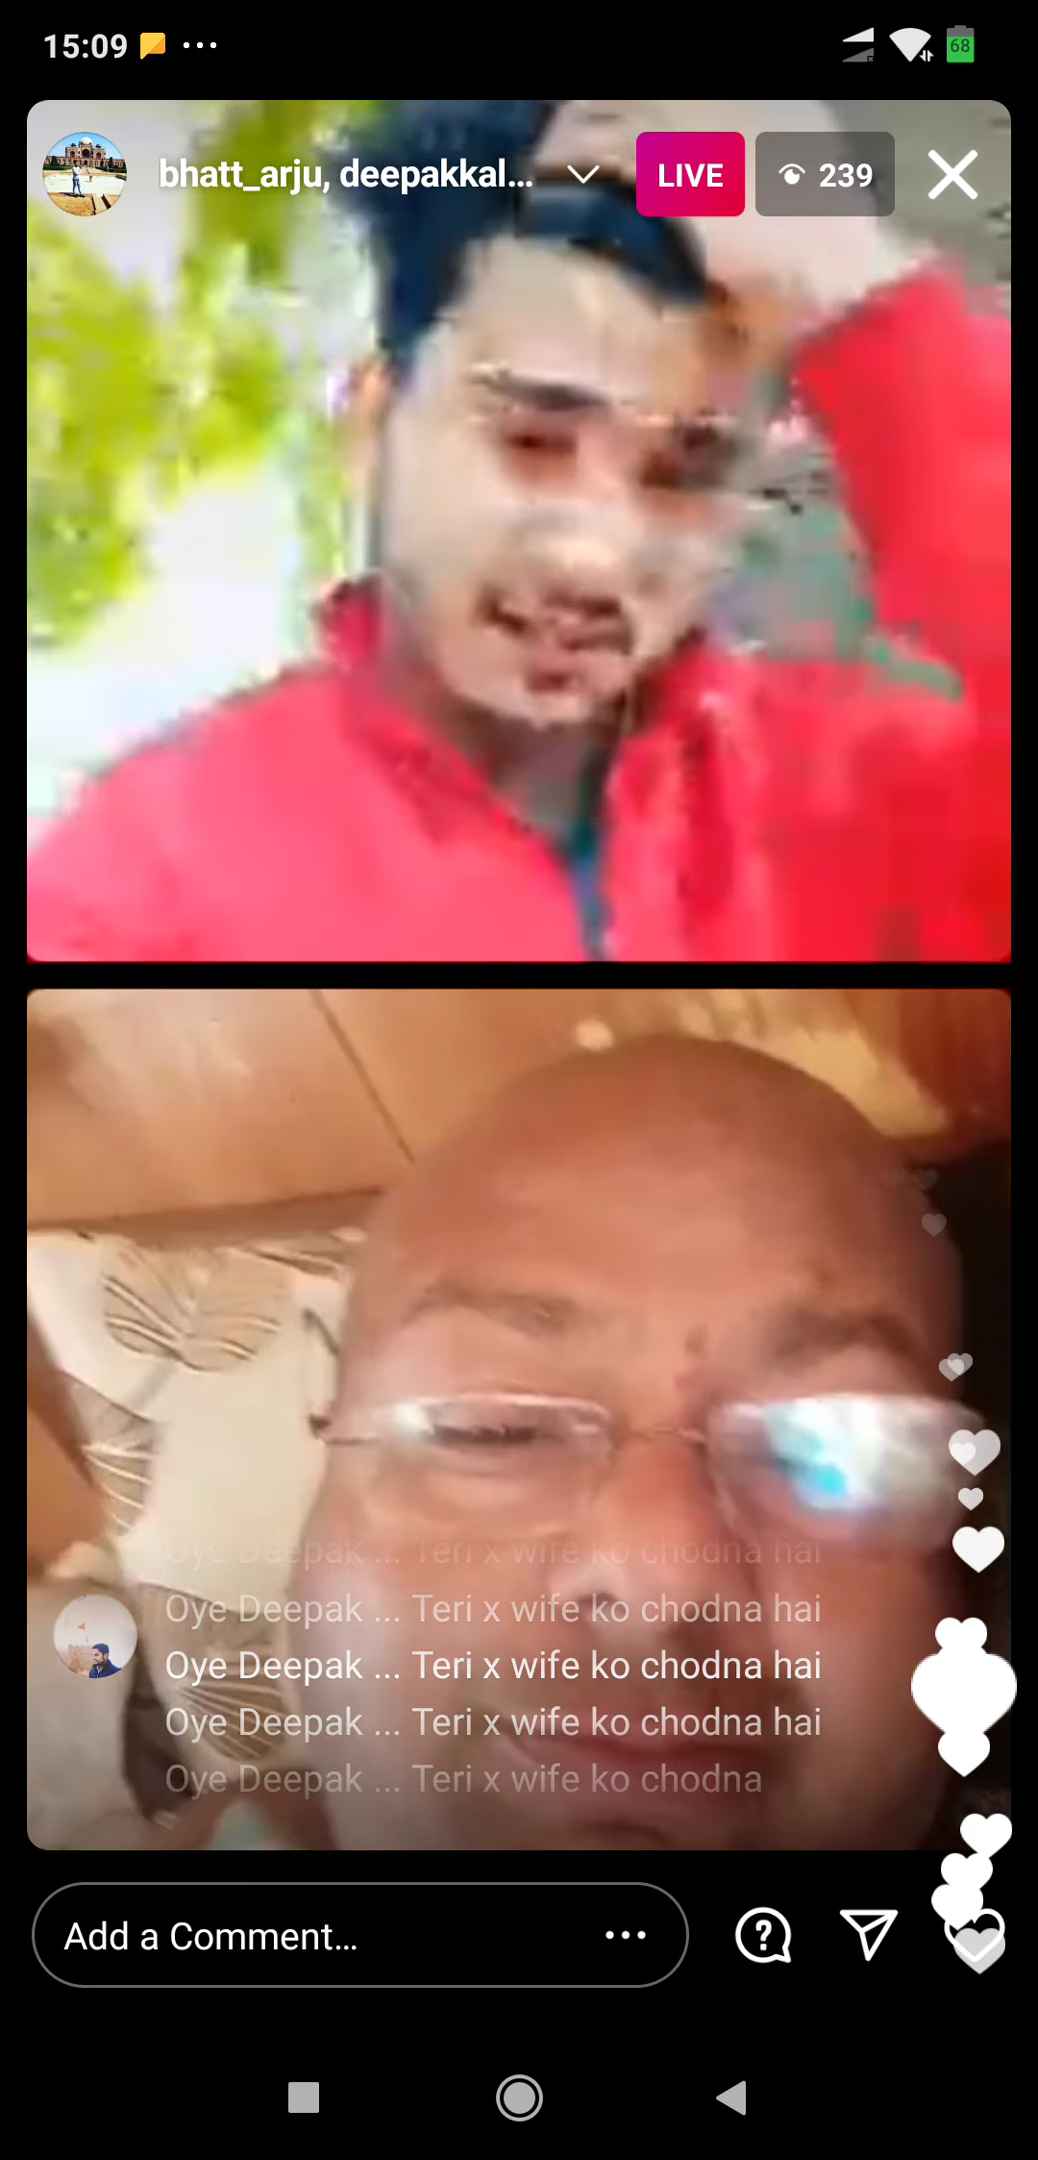 15:09
68
bhatt_arju, deepakkal...
LIVE
239
Oye Deepak ... Teri x wife ko chodna hai
Oye Deepak ... Teri x wife ko chodna hai
Oye Deepak ... Teri x wife ko chodna hai
Oye Deepak ... Teri x wife ko chodna hai
Oye Deepak ... Teri x wife ko chodna
Add a Comment...